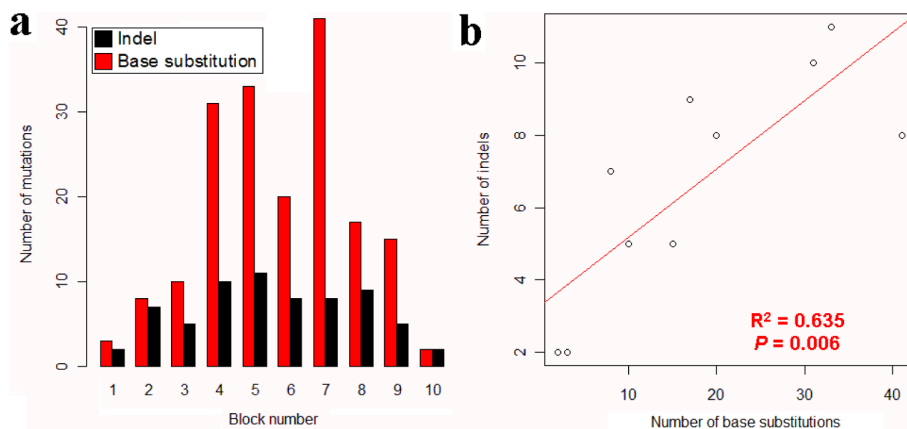 a
Indel
Base substitution
Number of mutations
0
10
20
30
40
1 2 3 4 5 6 7 8 9 10
Block number
b
Number of indels
2
4
6
8
10
R² = 0.635
P = 0.006
10 20 30 40
Number of base substitutions